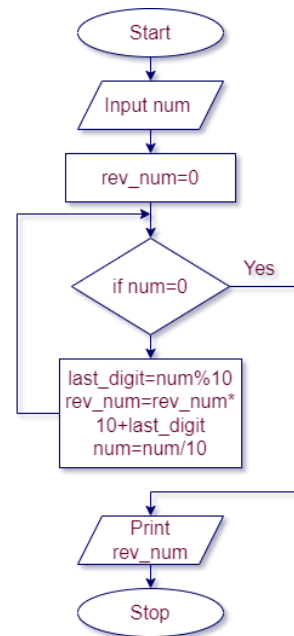 Start
Input num
rev_num=0
if num=0
Yes
last_digit=num%10
rev_num=rev_num*
10+last_digit
num=num/10
Print
rev_num
Stop